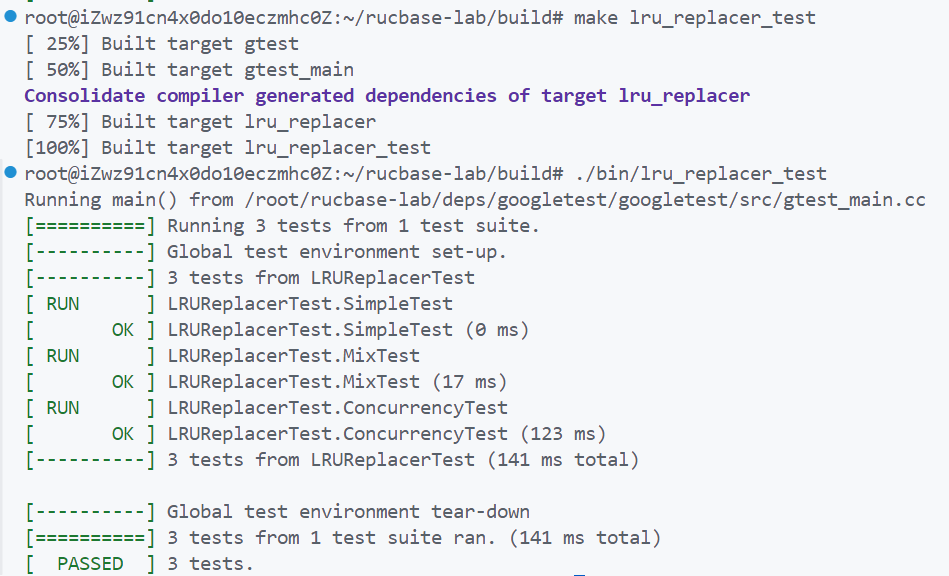 root@iZwz91cn4x0do10eczmhc0Z:~/rucbase-lab/build# make lru_replacer_test
[ 25%] Built target gtest
[ 50%] Built target gtest_main
Consolidate compiler generated dependencies of target lru_replacer
[ 75%] Built target lru_replacer
[100%] Built target lru_replacer_test
root@iZwz91cn4x0do10eczmhc0Z:~/rucbase-lab/build# ./bin/lru_replacer_test
Running main() from /root/rucbase-lab/deps/googletest/googletest/src/gtest_main.cc
[==========] Running 3 tests from 1 test suite.
[----------] Global test environment set-up.
[----------] 3 tests from LRUReplacerTest
[ RUN      ] LRUReplacerTest.SimpleTest
[       OK ] LRUReplacerTest.SimpleTest (0 ms)
[ RUN      ] LRUReplacerTest.MixTest
[       OK ] LRUReplacerTest.MixTest (17 ms)
[ RUN      ] LRUReplacerTest.ConcurrencyTest
[       OK ] LRUReplacerTest.ConcurrencyTest (123 ms)
[----------] 3 tests from LRUReplacerTest (141 ms total)
[----------] Global test environment tear-down
[==========] 3 tests from 1 test suite ran. (141 ms total)
[  PASSED  ] 3 tests.